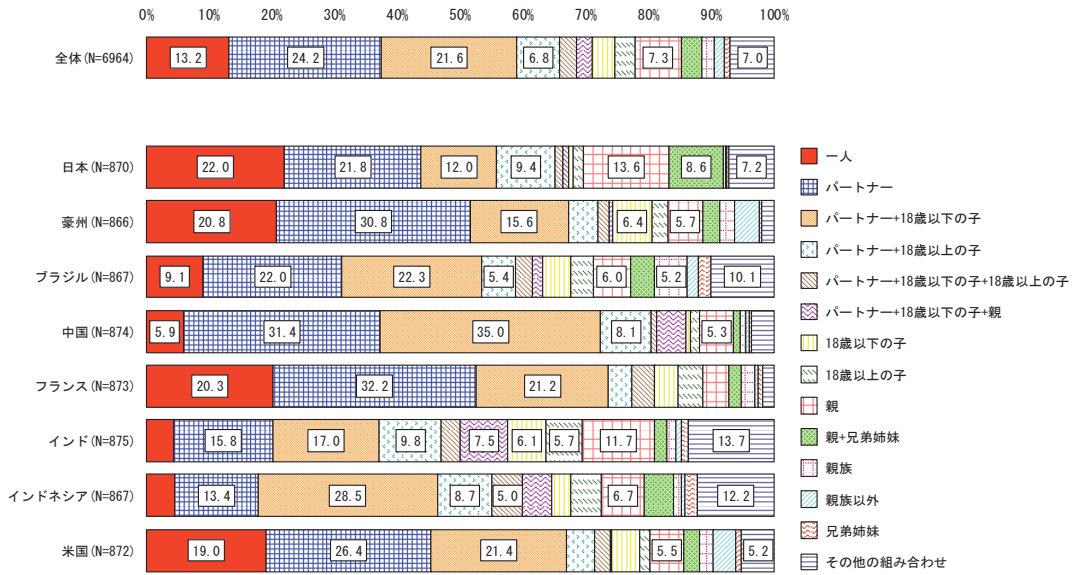 0% 10% 20% 30% 40% 50% 60% 70% 80% 90% 100%
全体(N=6964) 13.2 24.2 21.6 6.8 7.3 7.0
日本(N=870) 22.0 21.8 12.0 9.4 13.6 8.6 7.2
豪州(N=866) 20.8 30.8 15.6 6.4 5.7
ブラジル(N=867) 9.1 22.0 22.3 5.4 6.0 5.2 10.1
中国(N=874) 5.9 31.4 35.0 8.1 5.3
フランス(N=873) 20.3 32.2 21.2
インド(N=875) 15.8 17.0 9.8 7.5 6.1 5.7 11.7 13.7
インドネシア(N=867) 13.4 28.5 8.7 5.0 6.7 12.2
米国(N=872) 19.0 26.4 21.4 5.5 5.2
一人
パートナー
パートナー+18歳以下の子
パートナー+18歳以上の子
パートナー+18歳以下の子+18歳以上の子
パートナー+18歳以下の子+親
18歳以下の子
18歳以上の子
親
親+兄弟姉妹
親族
親族以外
兄弟姉妹
その他の組み合わせ